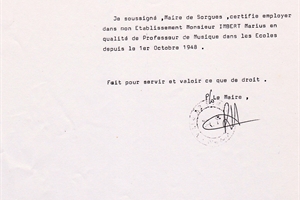 Je soussigné ,Maire de Sorgues ,certifie employer
dans mon Etablissement Monsieur IMBERT Marius en
qualité de Professeur de Musique dans les Ecoles
depuis le 1er Octobre 1948 .
Fait pour servir et valoir ce que de droit .
Le Maire ,